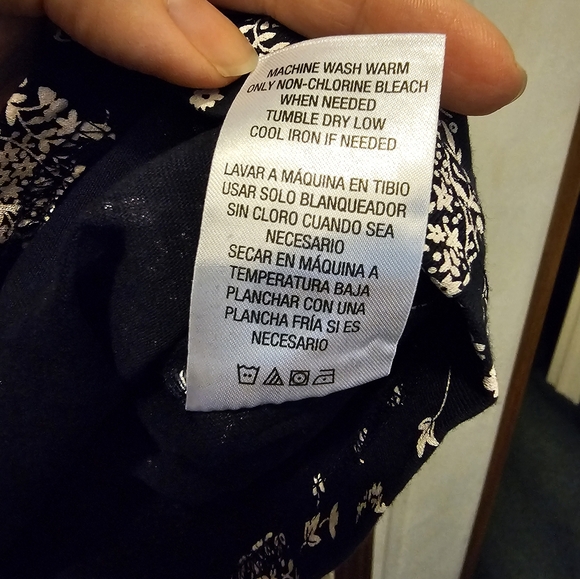 MACHINE WASH WARM
ONLY NON-CHLORINE BLEACH
WHEN NEEDED
TUMBLE DRY LOW
COOL IRON IF NEEDED
LAVAR A MÁQUINA EN TIBIO
USAR SOLO BLANQUEADOR
SIN CLORO CUANDO SEA
NECESARIO
SECAR EN MÁQUINA A
TEMPERATURA BAJA
PLANCHAR CON UNA
PLANCHA FRÍA SI ES
NECESARIO